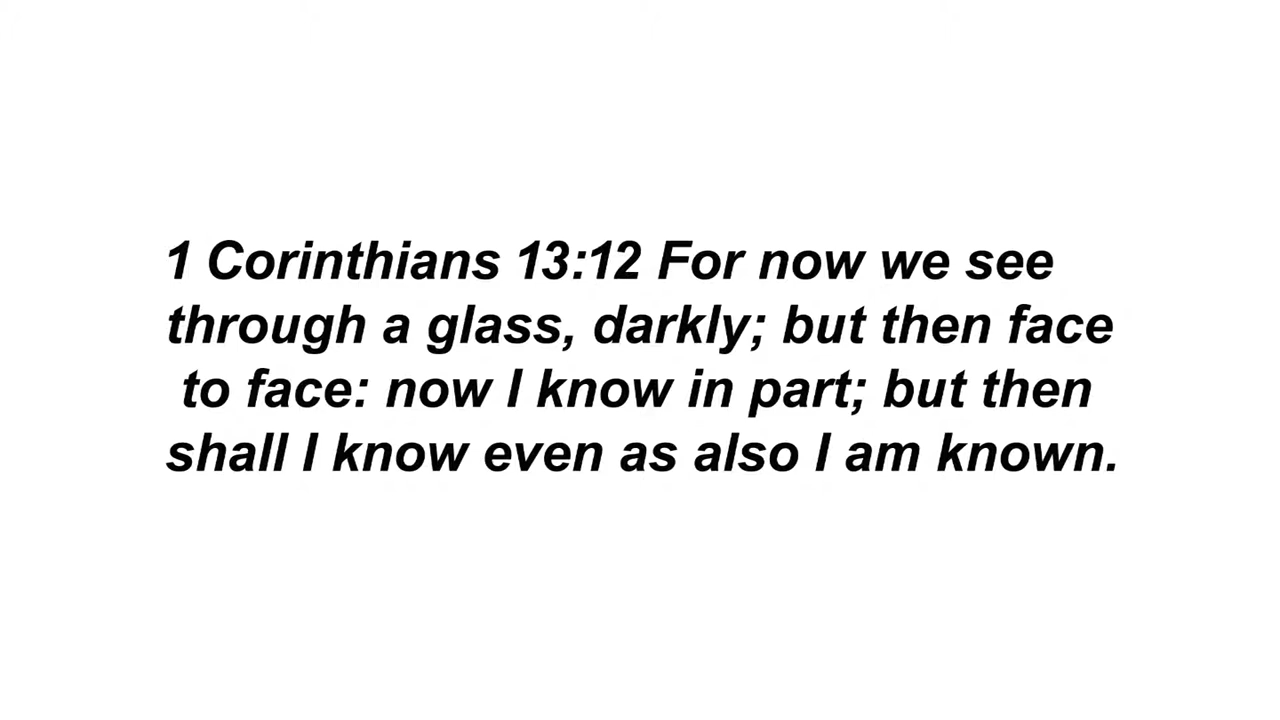 1 Corinthians 13:12 For now we see
through a glass, darkly; but then face
to face: now I know in part; but then
shall I know even as also I am known.